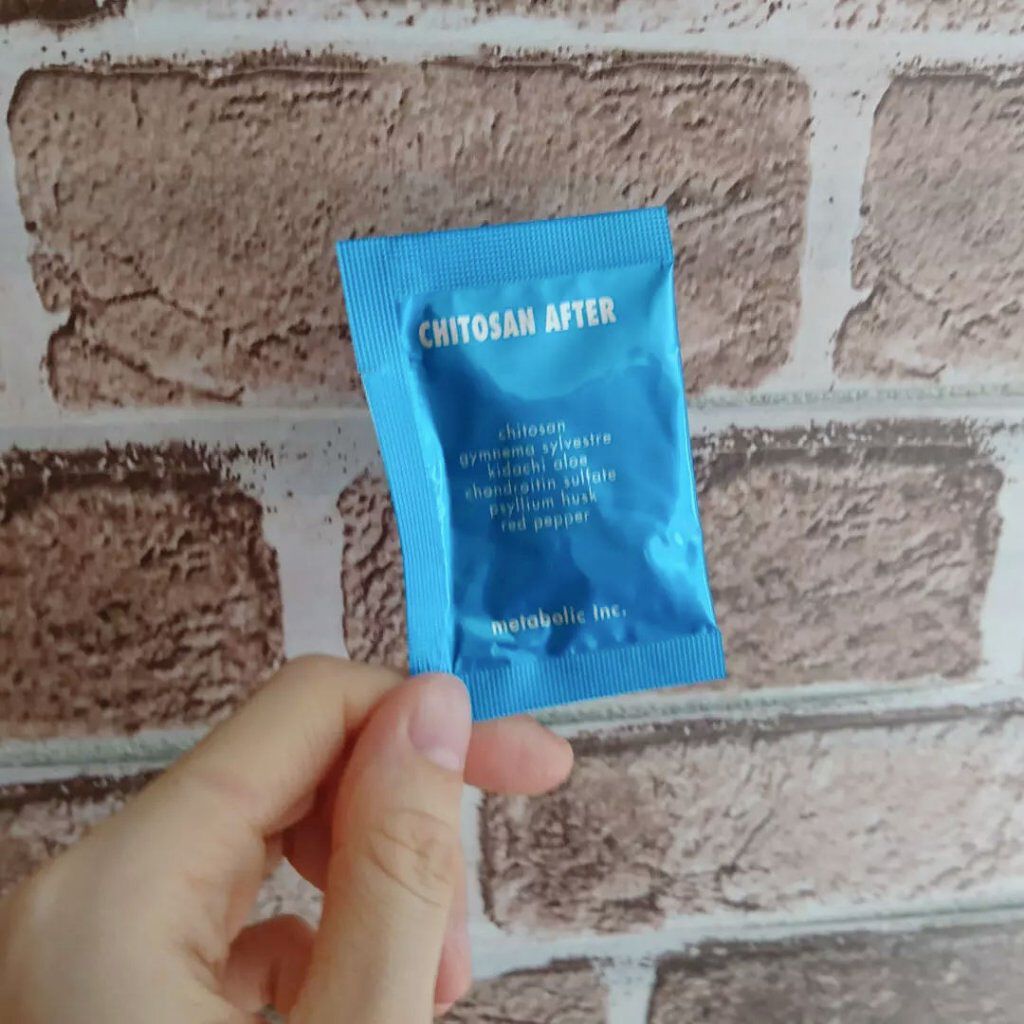 CHITOSAN AFTER
chitosan
gymnema sylvestre
kidachi aloe
chondroitin sulfate
psyllium husk
red pepper
metabolic Inc.